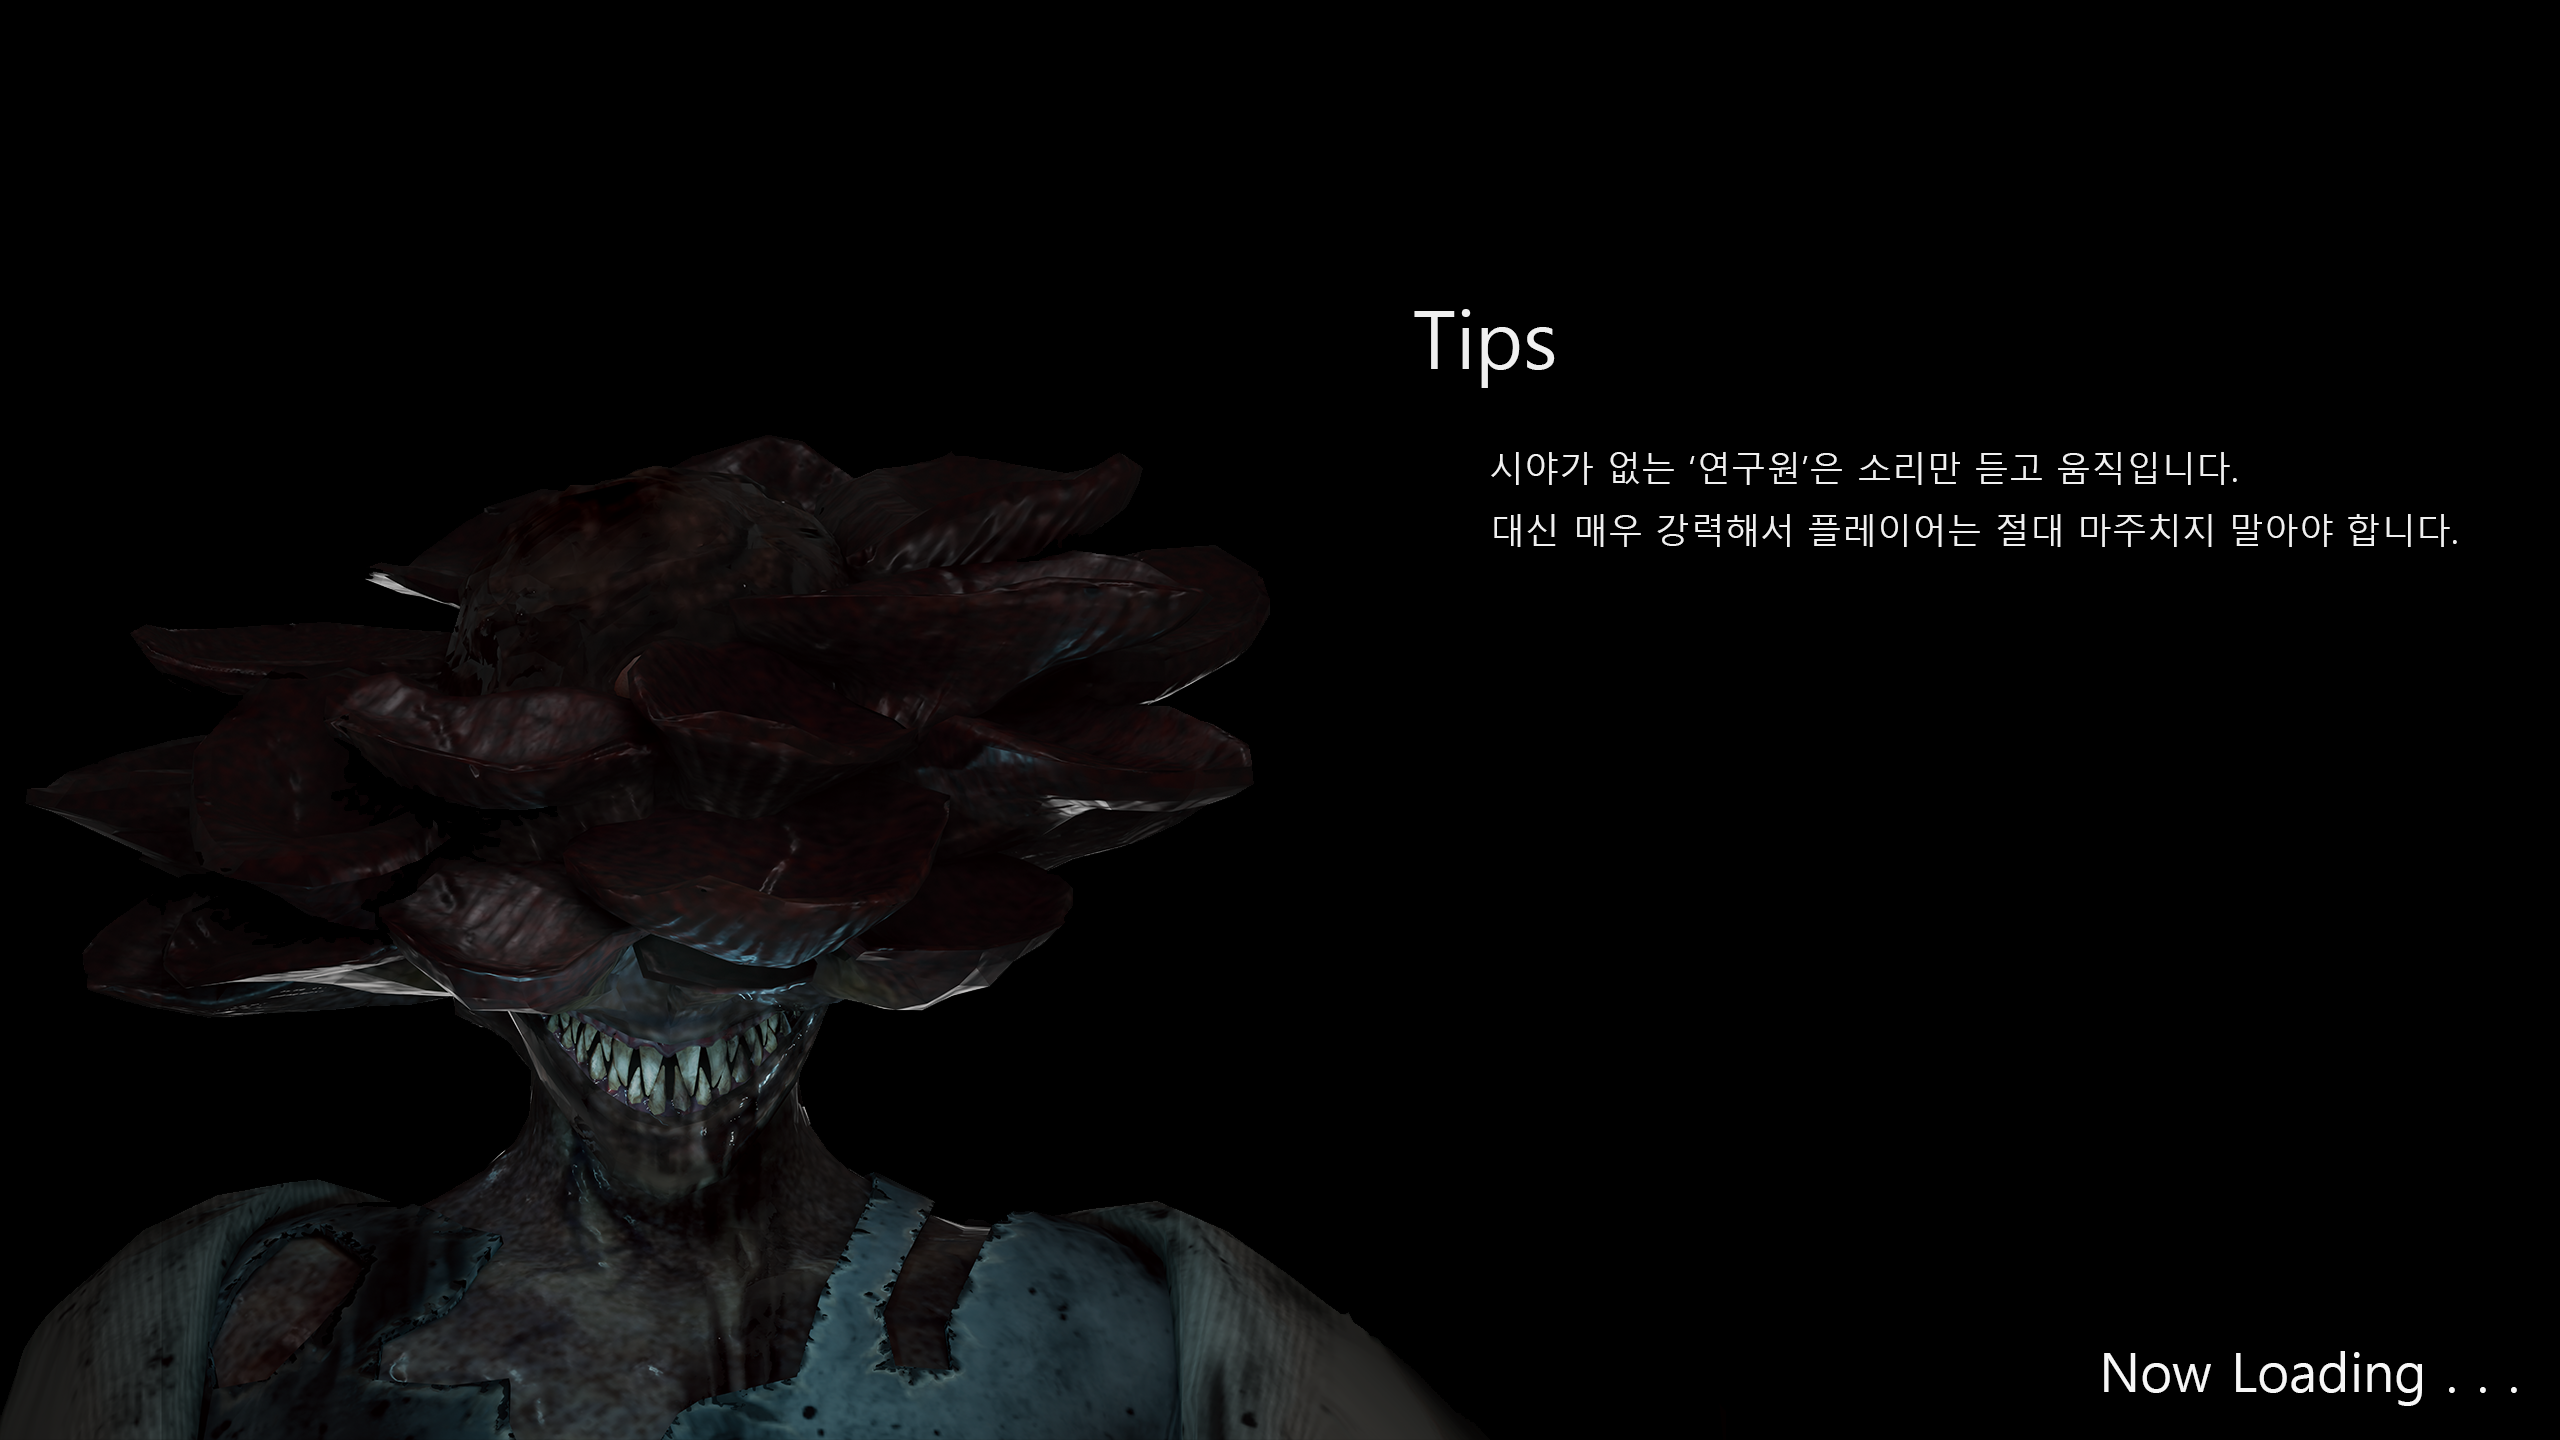 Tips
시야가 없는 ‘연구원’은 소리만 듣고 움직입니다.
대신 매우 강력해서 플레이어는 절대 마주치지 말아야 합니다.
Now Loading . . .